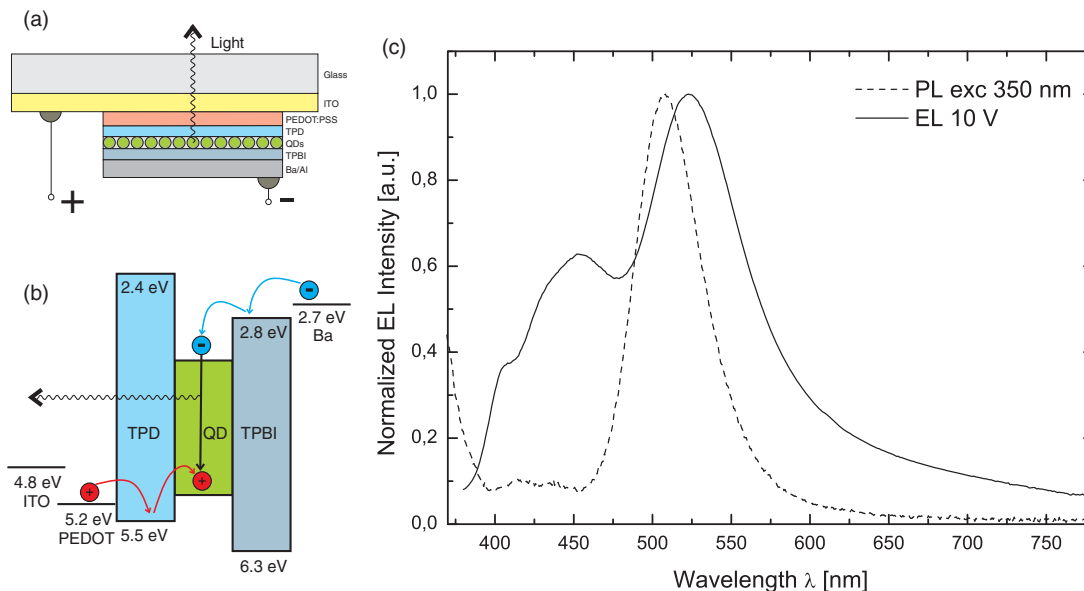 (a)
Light
Glass
ITO
PEDOT:PSS
TPD
QDs
TPBI
Ba/Al
+
-
(b)
2.4 eV
-
2.7 eV
Ba
2.8 eV
-
TPD
QD
TPBI
4.8 eV
ITO
+
+
5.2 eV
PEDOT
5.5 eV
6.3 eV
(c)
PL exc 350 nm
EL 10 V
Normalized EL Intensity [a.u.]
1,0
0,8
0,6
0,4
0,2
0,0
400 450 500 550 600 650 700 750
Wavelength λ [nm]